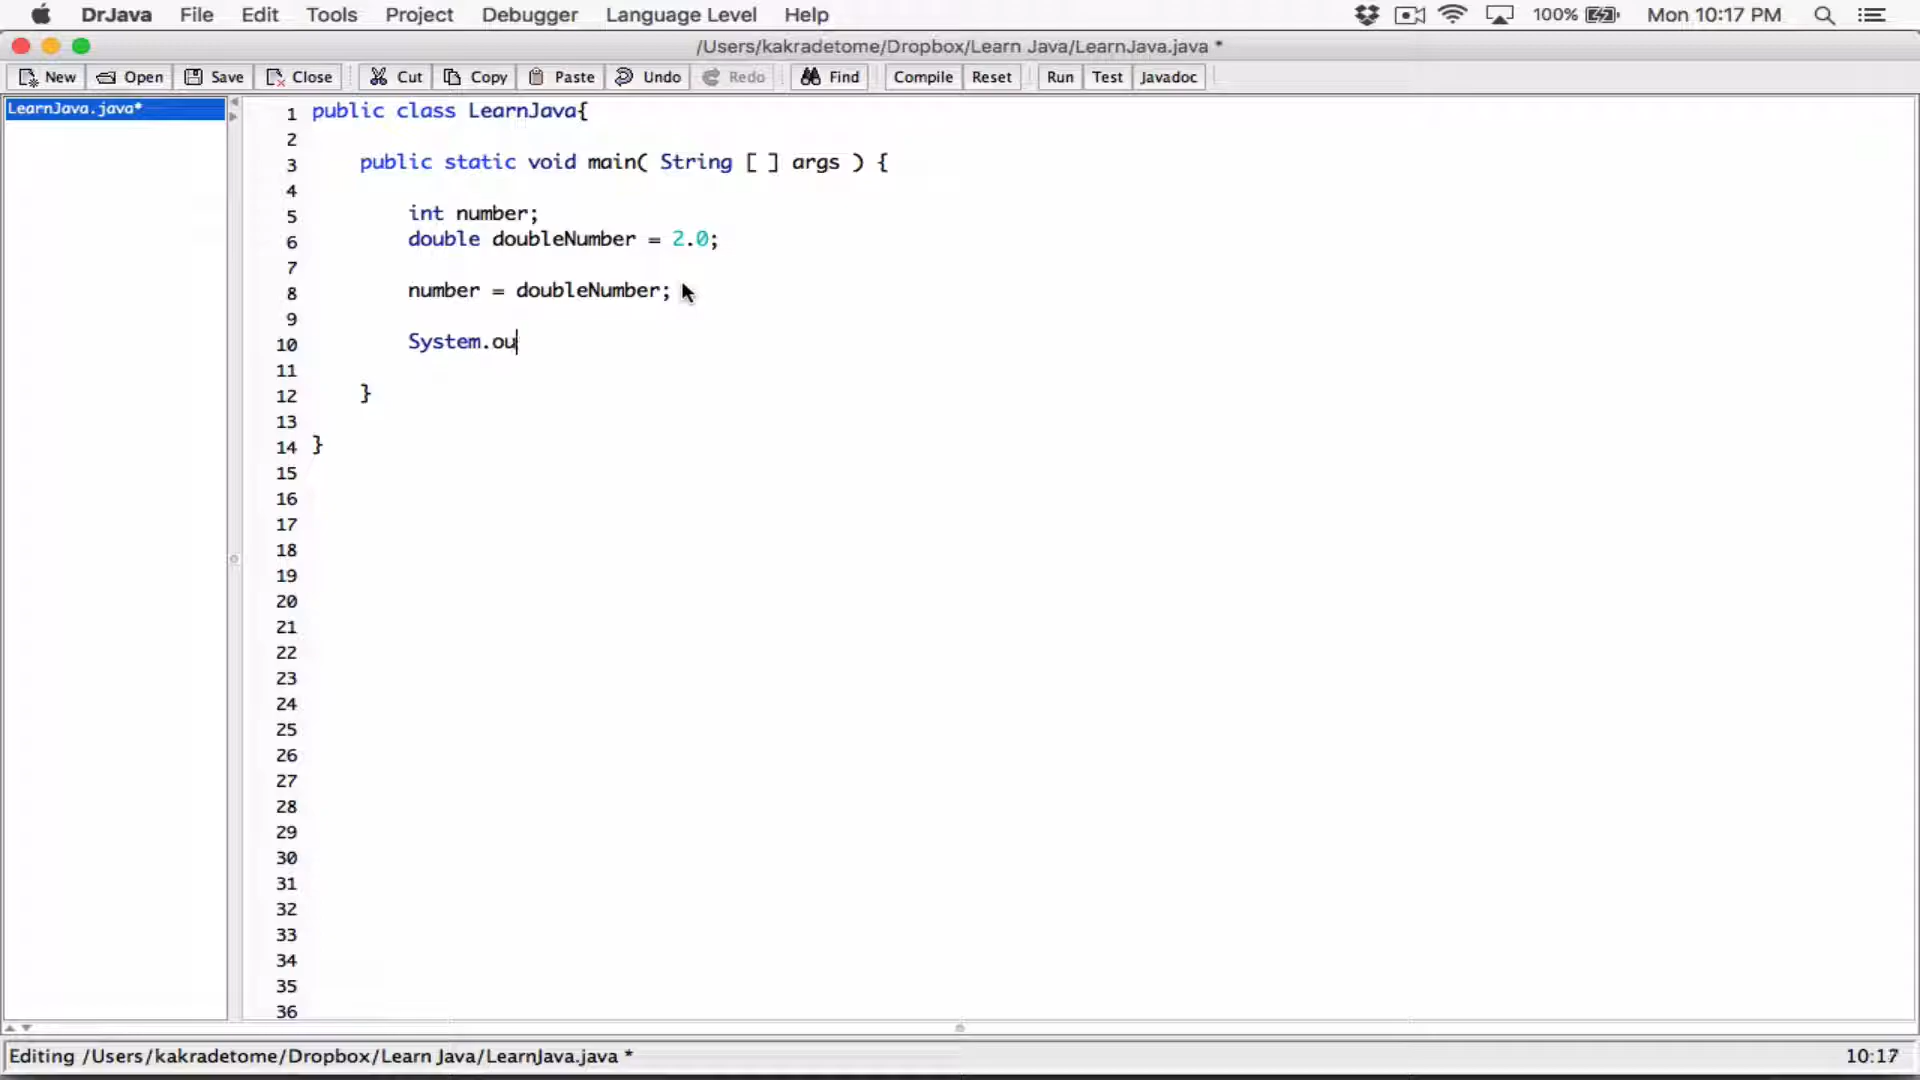 DrJava File Edit Tools Project Debugger Language Level Help 100% Mon 10:17 PM
/Users/kakradetome/Dropbox/Learn Java/LearnJava.java *
New Open Save Close Cut Copy Paste Undo Redo Find Compile Reset Run Test Javadoc
LearnJava.java*
1 public class LearnJava{
2
3 public static void main( String [ ] args ) {
4
5 int number;
6 double doubleNumber = 2.0;
7
8 number = doubleNumber;
9
10 System.ou
11
12 }
13
14 }
15
16
17
18
19
20
21
22
23
24
25
26
27
28
29
30
31
32
33
34
35
36
Editing /Users/kakradetome/Dropbox/Learn Java/LearnJava.java * 10:17